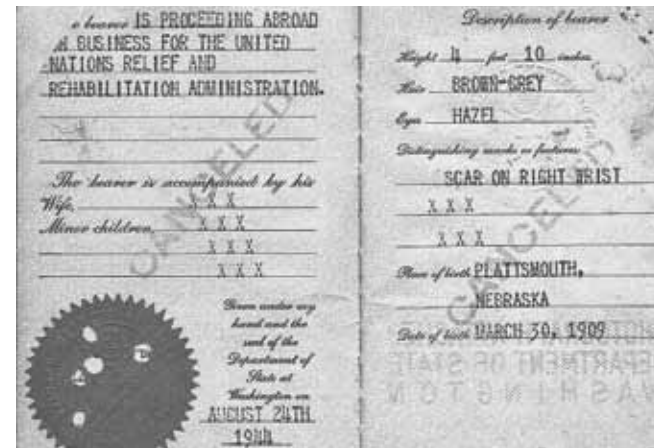 e bearer IS PROCEEDING ABROAD
BUSINESS FOR THE UNITED
NATIONS RELIEF AND
REHABILITATION ADMINISTRATION.
The bearer is accompanied by his
Wife, X X X
Minor children, X X X
X X X
X X X
CANCELED
Given under my
hand and the
seal of the
Department of
State at
Washington on
AUGUST 24TH
1944
Description of bearer
Height 4 feet 10 inches
Hair BROWN-GREY
Eyes HAZEL
Distinguishing marks or features
SCAR ON RIGHT WRIST
X X X
X X X
CANCELED
Place of birth PLATTSMOUTH,
NEBRASKA
Date of birth MARCH 30, 1909
DEPARTMENT OF STATE
WASHINGTON